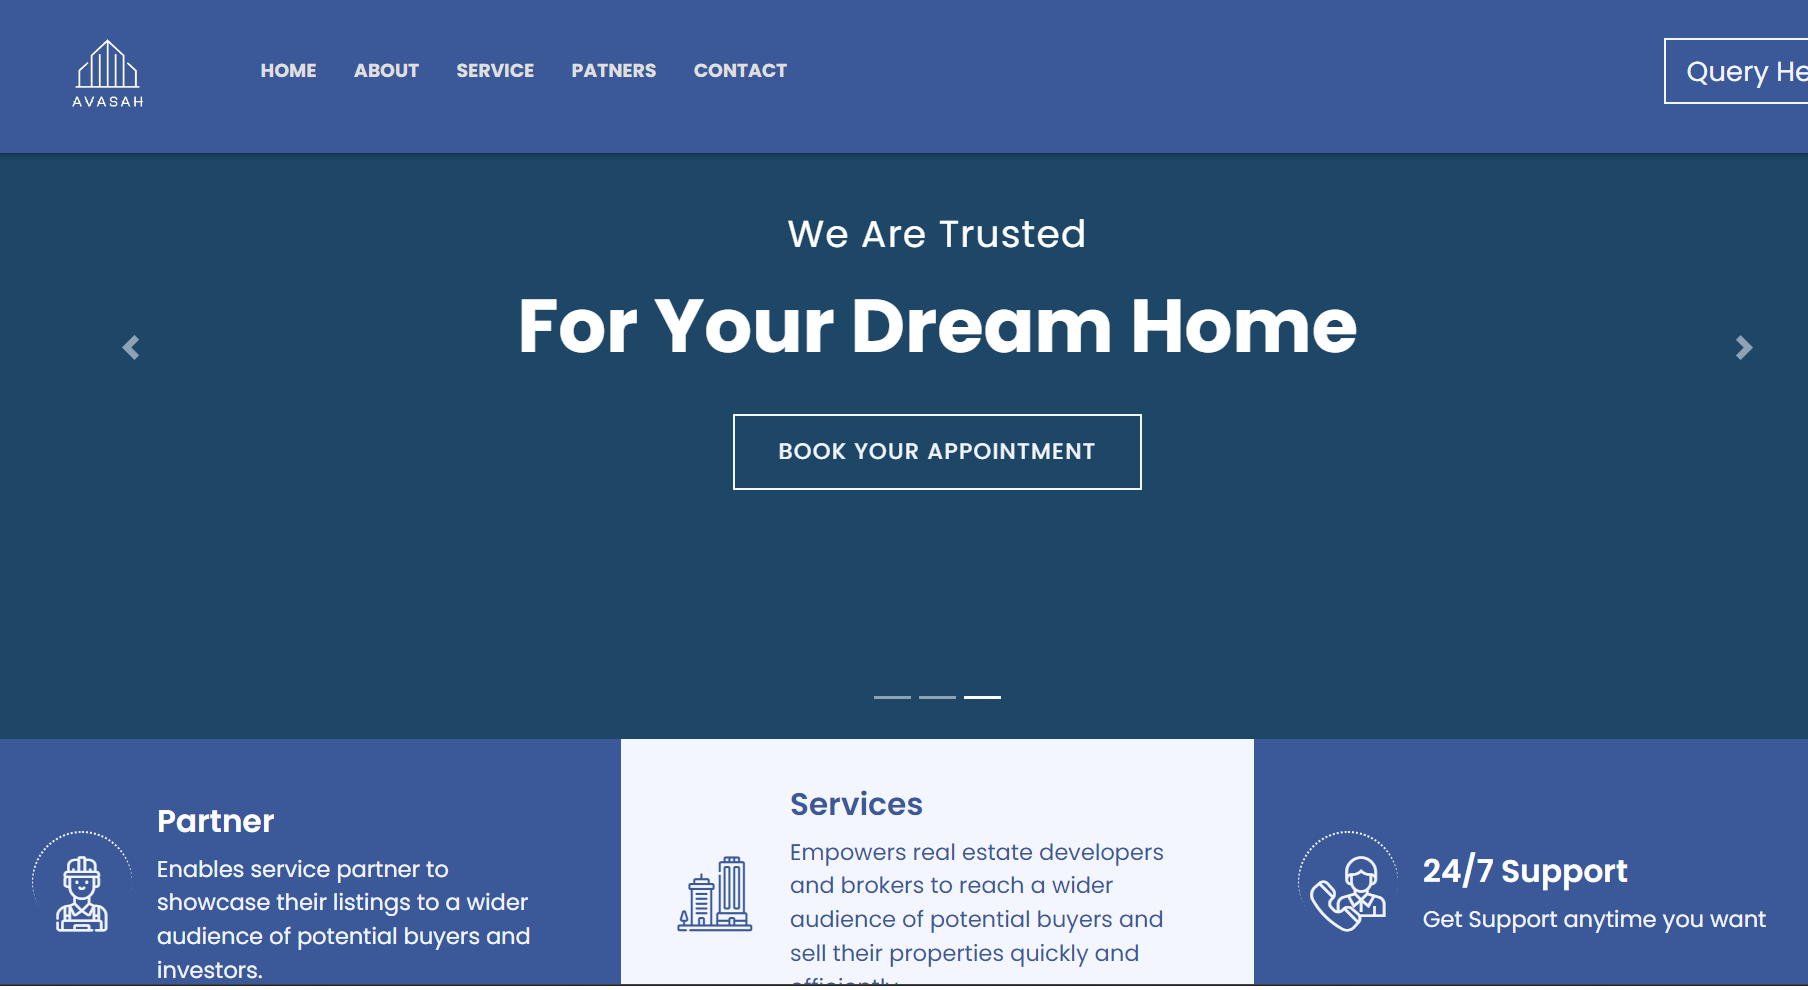 AVASAH
HOME ABOUT SERVICE PATNERS CONTACT
Query He
We Are Trusted
For Your Dream Home
BOOK YOUR APPOINTMENT
Partner
Enables service partner to
showcase their listings to a wider
audience of potential buyers and
investors.
Services
Empowers real estate developers
and brokers to reach a wider
audience of potential buyers and
sell their properties quickly and
24/7 Support
Get Support anytime you want